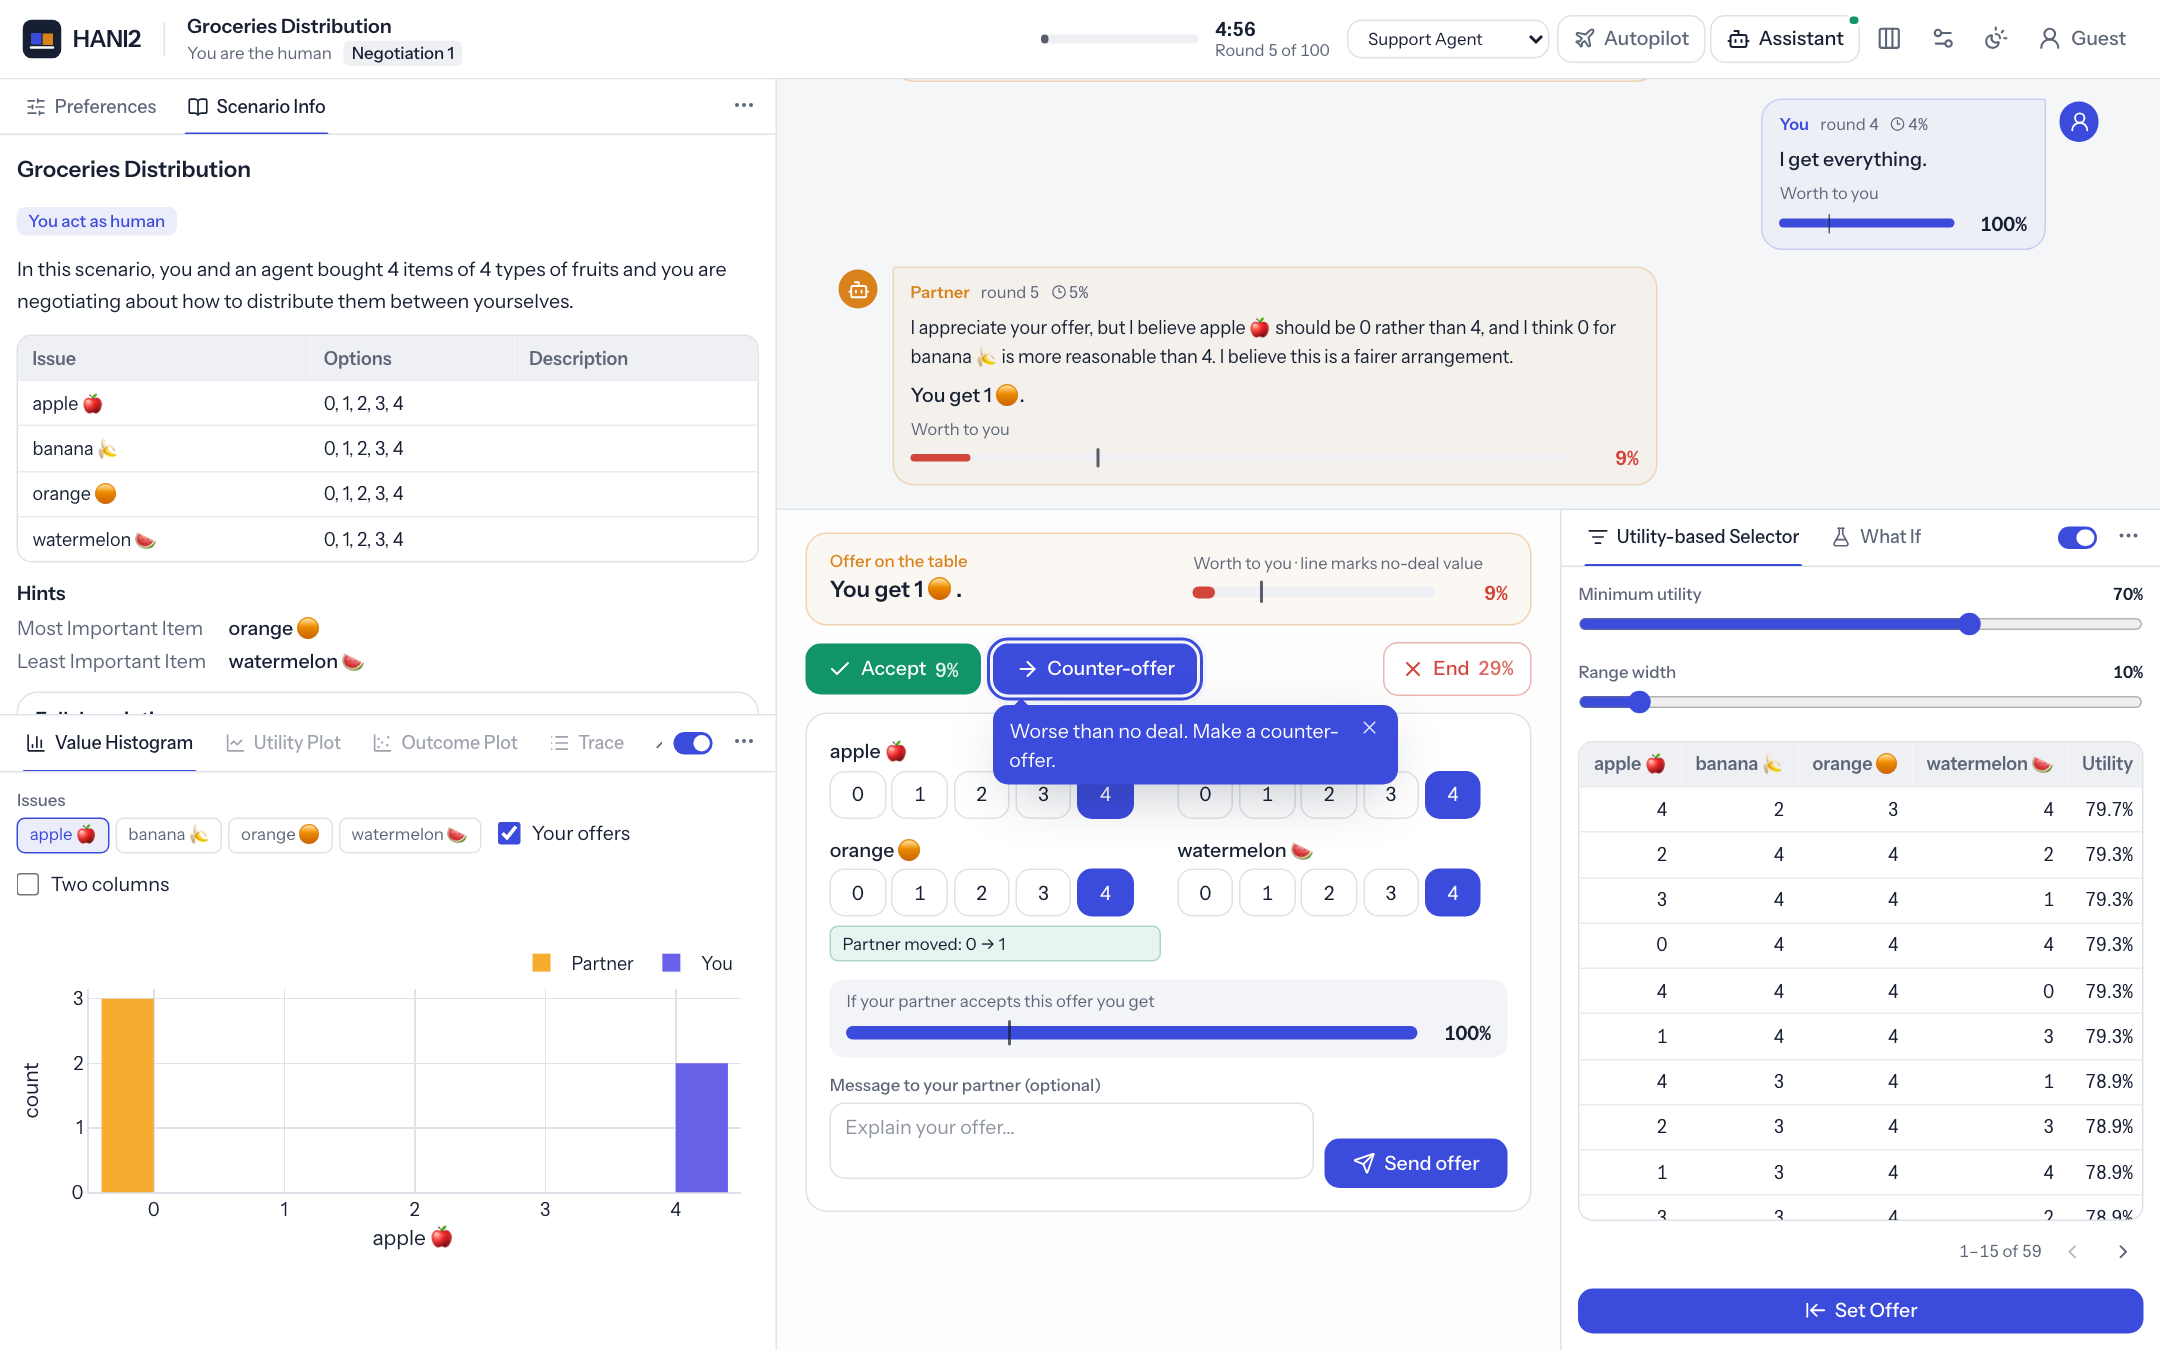 HANI2
Groceries Distribution
You are the human Negotiation 1
4:56
Round 5 of 100
Support Agent
Autopilot
Assistant
Guest
Preferences
Scenario Info
Groceries Distribution
You act as human
In this scenario, you and an agent bought 4 items of 4 types of fruits and you are
negotiating about how to distribute them between yourselves.
Issue Options Description
apple 🍎 0, 1, 2, 3, 4
banana 🍌 0, 1, 2, 3, 4
orange 🟠 0, 1, 2, 3, 4
watermelon 🍉 0, 1, 2, 3, 4
Hints
Most Important Item orange 🟠
Least Important Item watermelon 🍉
Value Histogram
Utility Plot
Outcome Plot
Trace
Issues
apple 🍎 banana 🍌 orange 🟠 watermelon 🍉 Your offers
Two columns
Partner You
3
2
1
0
count
0 1 2 3 4
apple 🍎
You round 4 4%
I get everything.
Worth to you
100%
Partner round 5 5%
I appreciate your offer, but I believe apple 🍎 should be 0 rather than 4, and I think 0 for
banana 🍌 is more reasonable than 4. I believe this is a fairer arrangement.
You get 1 🟠.
Worth to you
9%
Offer on the table
You get 1 🟠 .
Worth to you · line marks no-deal value
9%
Accept 9%
Counter-offer
End 29%
Worse than no deal. Make a counter-
offer.
apple 🍎
0 1 2 3 4
0 1 2 3 4
orange 🟠
0 1 2 3 4
watermelon 🍉
0 1 2 3 4
Partner moved: 0 → 1
If your partner accepts this offer you get
100%
Message to your partner (optional)
Explain your offer...
Send offer
Utility-based Selector
What If
Minimum utility 70%
Range width 10%
apple 🍎 banana 🍌 orange 🟠 watermelon 🍉 Utility
4 2 3 4 79.7%
2 4 4 2 79.3%
3 4 4 1 79.3%
0 4 4 4 79.3%
4 4 4 0 79.3%
1 4 4 3 79.3%
4 3 4 1 78.9%
2 3 4 3 78.9%
1 3 4 4 78.9%
3 3 4 2 78.9%
1–15 of 59
Set Offer